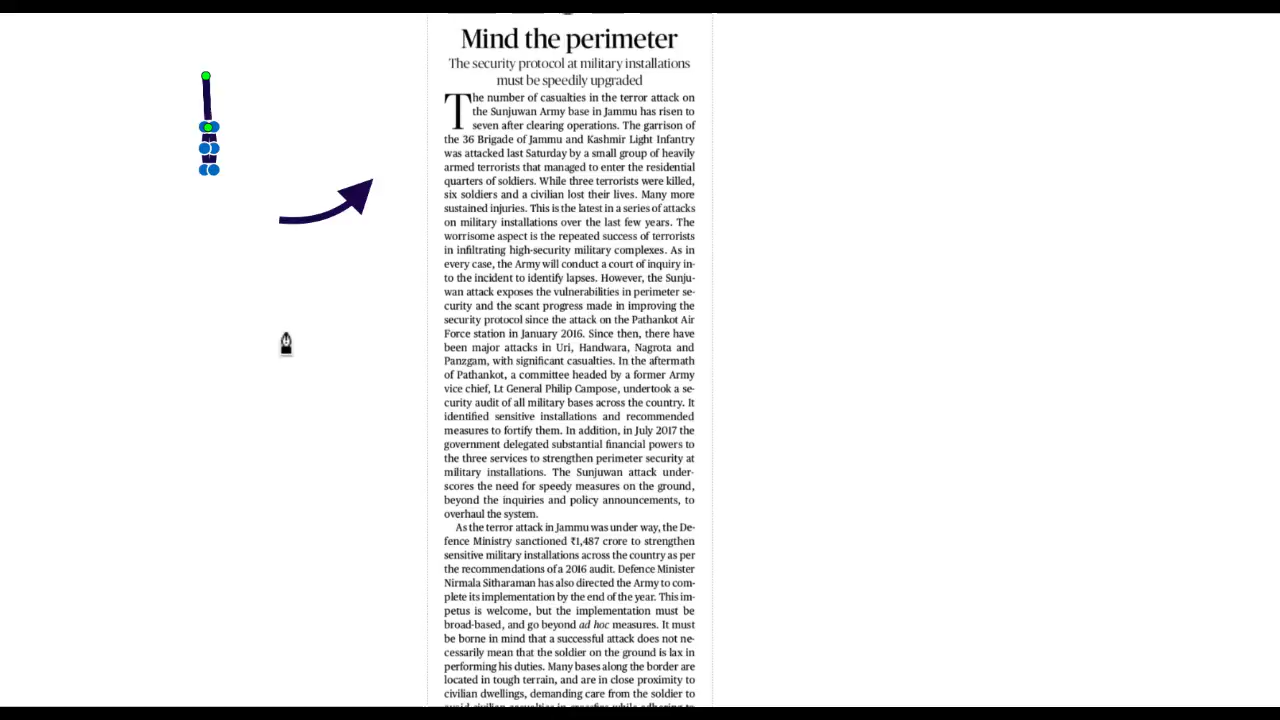 Mind the perimeter
The security protocol at military installations
must be speedily upgraded
The number of casualties in the terror attack on
the Sunjuwan Army base in Jammu has risen to
seven after clearing operations. The garrison of
the 36 Brigade of Jammu and Kashmir Light Infantry
was attacked last Saturday by a small group of heavily
armed terrorists that managed to enter the residential
quarters of soldiers. While three terrorists were killed,
six soldiers and a civilian lost their lives. Many more
sustained injuries. This is the latest in a series of attacks
on military installations over the last few years. The
worrisome aspect is the repeated success of terrorists
in infiltrating high-security military complexes. As in
every case, the Army will conduct a court of inquiry in-
to the incident to identify lapses. However, the Sunju-
wan attack exposes the vulnerabilities in perimeter se-
curity and the scant progress made in improving the
security protocol since the attack on the Pathankot Air
Force station in January 2016. Since then, there have
been major attacks in Uri, Handwara, Nagrota and
Panzgam, with significant casualties. In the aftermath
of Pathankot, a committee headed by a former Army
vice chief, Lt General Philip Campose, undertook a se-
curity audit of all military bases across the country. It
identified sensitive installations and recommended
measures to fortify them. In addition, in July 2017 the
government delegated substantial financial powers to
the three services to strengthen perimeter security at
military installations. The Sunjuwan attack under-
scores the need for speedy measures on the ground,
beyond the inquiries and policy announcements, to
overhaul the system.
As the terror attack in Jammu was under way, the De-
fence Ministry sanctioned ₹1,487 crore to strengthen
sensitive military installations across the country as per
the recommendations of a 2016 audit. Defence Minister
Nirmala Sitharaman has also directed the Army to com-
plete its implementation by the end of the year. This im-
petus is welcome, but the implementation must be
broad-based, and go beyond ad hoc measures. It must
be borne in mind that a successful attack does not ne-
cessarily mean that the soldier on the ground is lax in
performing his duties. Many bases along the border are
located in tough terrain, and are in close proximity to
civilian dwellings, demanding care from the soldier to